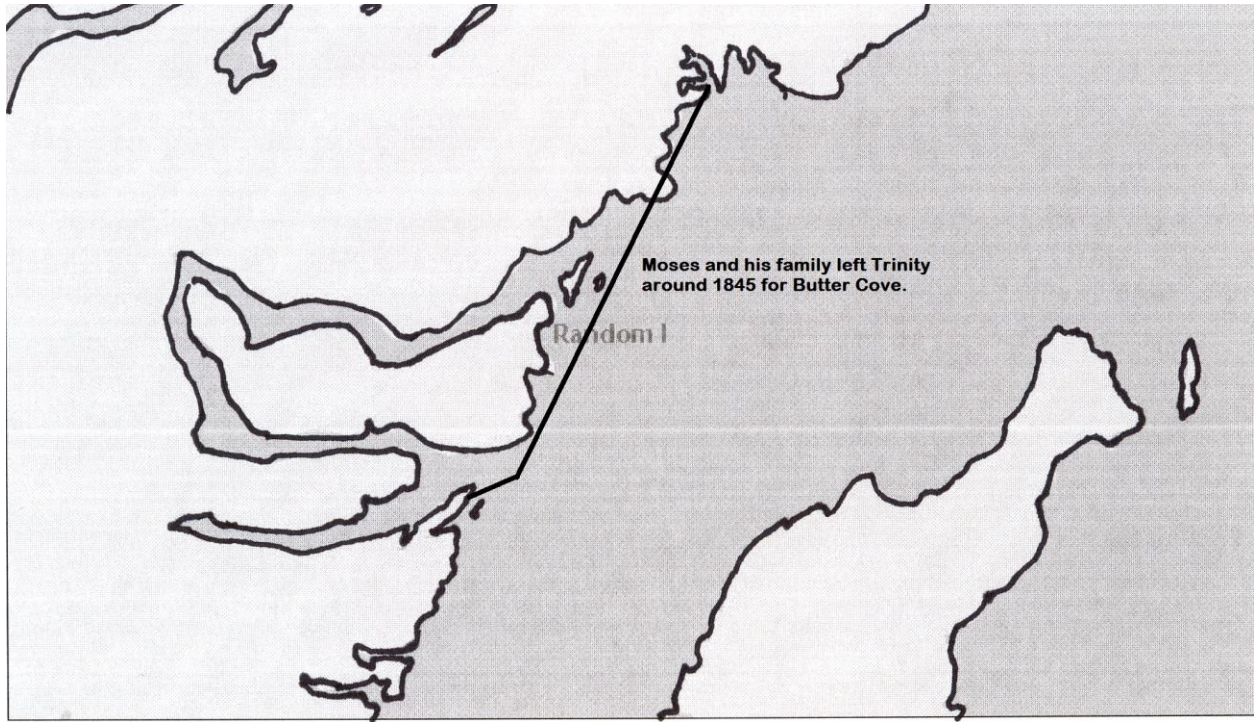 Moses and his family left Trinity
around 1845 for Butter Cove.
Random I